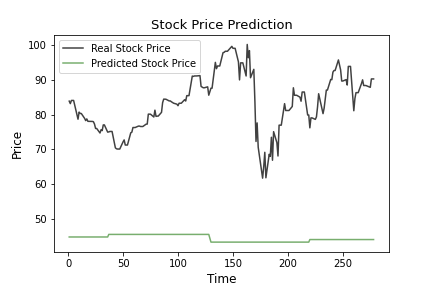 Stock Price Prediction
Real Stock Price
Predicted Stock Price
Price
100
90
80
70
60
50
0 50 100 150 200 250
Time